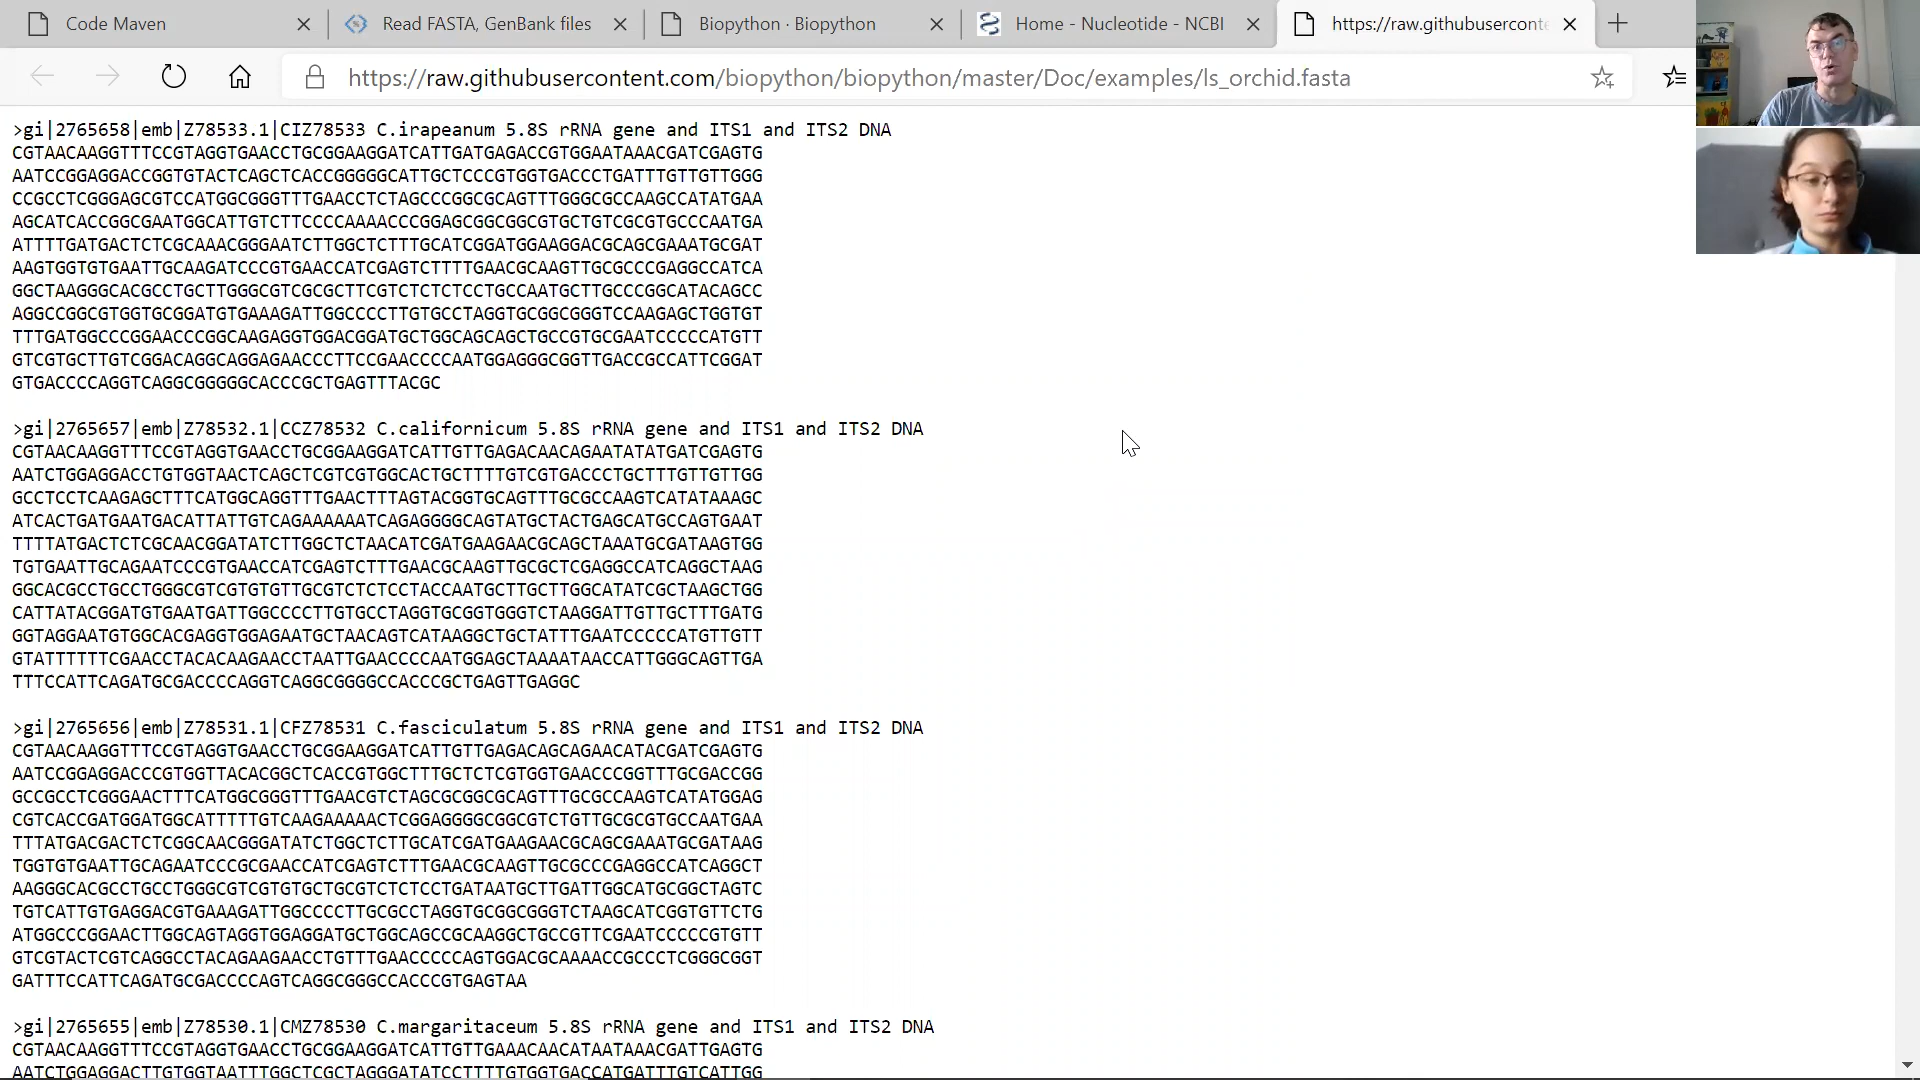 Code Maven
Read FASTA, GenBank files
Biopython · Biopython
Home - Nucleotide - NCBI
https://raw.githubusercont
https://raw.githubusercontent.com/biopython/biopython/master/Doc/examples/ls_orchid.fasta
>gi|2765658|emb|Z78533.1|CIZ78533 C.irapeanum 5.8S rRNA gene and ITS1 and ITS2 DNA
CGTAACAAGGTTTCCGTAGGTGAACCTGCGGAAGGATCATTGATGAGACCGTGGAATAAACGATCGAGTG
AATCCGGAGGACCGGTGTACTCAGCTCACCGGGGGCATTGCTCCCGTGGTGACCCTGATTTGTTGTTGGG
CCGCCTCGGGAGCGTCCATGGCGGGTTTGAACCTCTAGCCCGGCGCAGTTTGGGCGCCAAGCCATATGAA
AGCATCACCGGCGAATGGCATTGTCTTCCCCAAAACCCGGAGCGGCGGCGTGCTGTCGCGTGCCCAATGA
ATTTTGATGACTCTCGCAAACGGGAATCTTGGCTCTTTGCATCGGATGGAAGGACGCAGCGAAATGCGAT
AAGTGGTGTGAATTGCAAGATCCCGTGAACCATCGAGTCTTTTGAACGCAAGTTGCGCCCGAGGCCATCA
GGCTAAGGGCACGCCTGCTTGGGCGTCGCGCTTCGTCTCTCTCCTGCCAATGCTTGCCCGGCATACAGCC
AGGCCGGCGTGGTGCGGATGTGAAAGATTGGCCCCTTGTGCCTAGGTGCGGCGGGTCCAAGAGCTGGTGT
TTTGATGGCCCGGAACCCGGCAAGAGGTGGACGGATGCTGGCAGCAGCTGCCGTGCGAATCCCCCATGTT
GTCGTGCTTGTCGGACAGGCAGGAGAACCCTTCCGAACCCCAATGGAGGGCGGTTGACCGCCATTCGGAT
GTGACCCCAGGTCAGGCGGGGGCACCCGCTGAGTTTACGC
>gi|2765657|emb|Z78532.1|CCZ78532 C.californicum 5.8S rRNA gene and ITS1 and ITS2 DNA
CGTAACAAGGTTTCCGTAGGTGAACCTGCGGAAGGATCATTGTTGAGACAACAGAATATATGATCGAGTG
AATCTGGAGGACCTGTGGTAACTCAGCTCGTCGTGGCACTGCTTTTGTCGTGACCCTGCTTTGTTGTTGG
GCCTCCTCAAGAGCTTTCATGGCAGGTTTGAACTTTAGTACGGTGCAGTTTGCGCCAAGTCATATAAAGC
ATCACTGATGAATGACATTATTGTCAGAAAAAATCAGAGGGGCAGTATGCTACTGAGCATGCCAGTGAAT
TTTTATGACTCTCGCAACGGATATCTTGGCTCTAACATCGATGAAGAACGCAGCTAAATGCGATAAGTGG
TGTGAATTGCAGAATCCCGTGAACCATCGAGTCTTTGAACGCAAGTTGCGCTCGAGGCCATCAGGCTAAG
GGCACGCCTGCCTGGGCGTCGTGTGTTGCGTCTCTCCTACCAATGCTTGCTTGGCATATCGCTAAGCTGG
CATTATACGGATGTGAATGATTGGCCCCTTGTGCCTAGGTGCGGTGGGTCTAAGGATTGTTGCTTTGATG
GGTAGGAATGTGGCACGAGGTGGAGAATGCTAACAGTCATAAGGCTGCTATTTGAATCCCCCATGTTGTT
GTATTTTTTCGAACCTACACAAGAACCTAATTGAACCCCAATGGAGCTAAAATAACCATTGGGCAGTTGA
TTTCCATTCAGATGCGACCCCAGGTCAGGCGGGGCCACCCGCTGAGTTGAGGC
>gi|2765656|emb|Z78531.1|CFZ78531 C.fasciculatum 5.8S rRNA gene and ITS1 and ITS2 DNA
CGTAACAAGGTTTCCGTAGGTGAACCTGCGGAAGGATCATTGTTGAGACAGCAGAACATACGATCGAGTG
AATCCGGAGGACCCGTGGTTACACGGCTCACCGTGGCTTTGCTCTCGTGGTGAACCCGGTTTGCGACCGG
GCCGCCTCGGGAACTTTCATGGCGGGTTTGAACGTCTAGCGCGGCGCAGTTTGCGCCAAGTCATATGGAG
CGTCACCGATGGATGGCATTTTTGTCAAGAAAAACTCGGAGGGGCGGCGTCTGTTGCGCGTGCCAATGAA
TTTATGACGACTCTCGGCAACGGGATATCTGGCTCTTGCATCGATGAAGAACGCAGCGAAATGCGATAAG
TGGTGTGAATTGCAGAATCCCGCGAACCATCGAGTCTTTGAACGCAAGTTGCGCCCGAGGCCATCAGGCT
AAGGGCACGCCTGCCTGGGCGTCGTGTGCTGCGTCTCTCCTGATAATGCTTGATTGGCATGCGGCTAGTC
TGTCATTGTGAGGACGTGAAAGATTGGCCCCTTGCGCCTAGGTGCGGCGGGTCTAAGCATCGGTGTTCTG
ATGGCCCGGAACTTGGCAGTAGGTGGAGGATGCTGGCAGCCGCAAGGCTGCCGTTCGAATCCCCCGTGTT
GTCGTACTCGTCAGGCCTACAGAAGAACCTGTTTGAACCCCCAGTGGACGCAAAACCGCCCTCGGGCGGT
GATTTCCATTCAGATGCGACCCCAGTCAGGCGGGCCACCCGTGAGTAA
>gi|2765655|emb|Z78530.1|CMZ78530 C.margaritaceum 5.8S rRNA gene and ITS1 and ITS2 DNA
CGTAACAAGGTTTCCGTAGGTGAACCTGCGGAAGGATCATTGTTGAAACAACATAATAAACGATTGAGTG
AATCTGGAGGACTTGTGGTAATTTGGCTCGCTAGGGATATCCTTTTGTGGTGACCATGATTTGTCATTGG